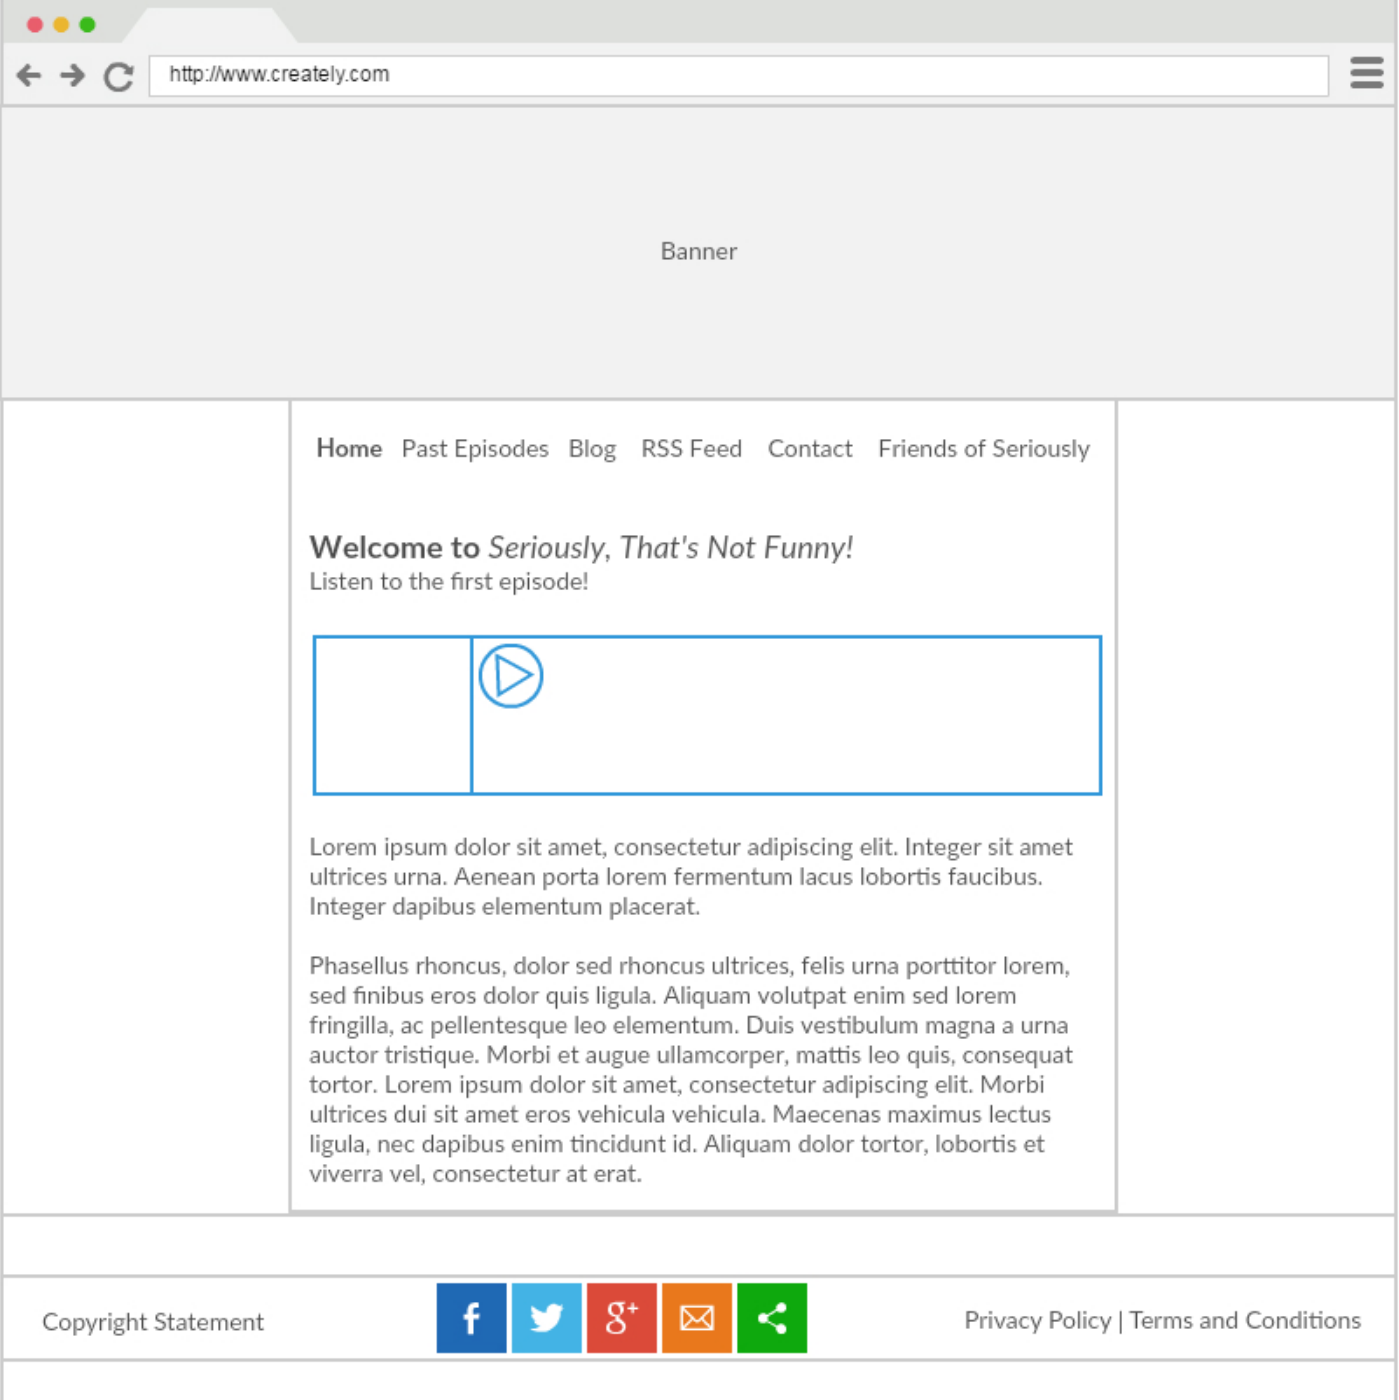 http://www.creately.com
Banner
Home Past Episodes Blog RSS Feed Contact Friends of Seriously
Welcome to Seriously, That's Not Funny!
Listen to the first episode!
Lorem ipsum dolor sit amet, consectetur adipiscing elit. Integer sit amet
ultrices urna. Aenean porta lorem fermentum lacus lobortis faucibus.
Integer dapibus elementum placerat.
Phasellus rhoncus, dolor sed rhoncus ultrices, felis urna porttitor lorem,
sed finibus eros dolor quis ligula. Aliquam volutpat enim sed lorem
fringilla, ac pellentesque leo elementum. Duis vestibulum magna a urna
auctor tristique. Morbi et augue ullamcorper, mattis leo quis, consequat
tortor. Lorem ipsum dolor sit amet, consectetur adipiscing elit. Morbi
ultrices dui sit amet eros vehicula vehicula. Maecenas maximus lectus
ligula, nec dapibus enim tincidunt id. Aliquam dolor tortor, lobortis et
viverra vel, consectetur at erat.
Copyright Statement f g+ Privacy Policy | Terms and Conditions